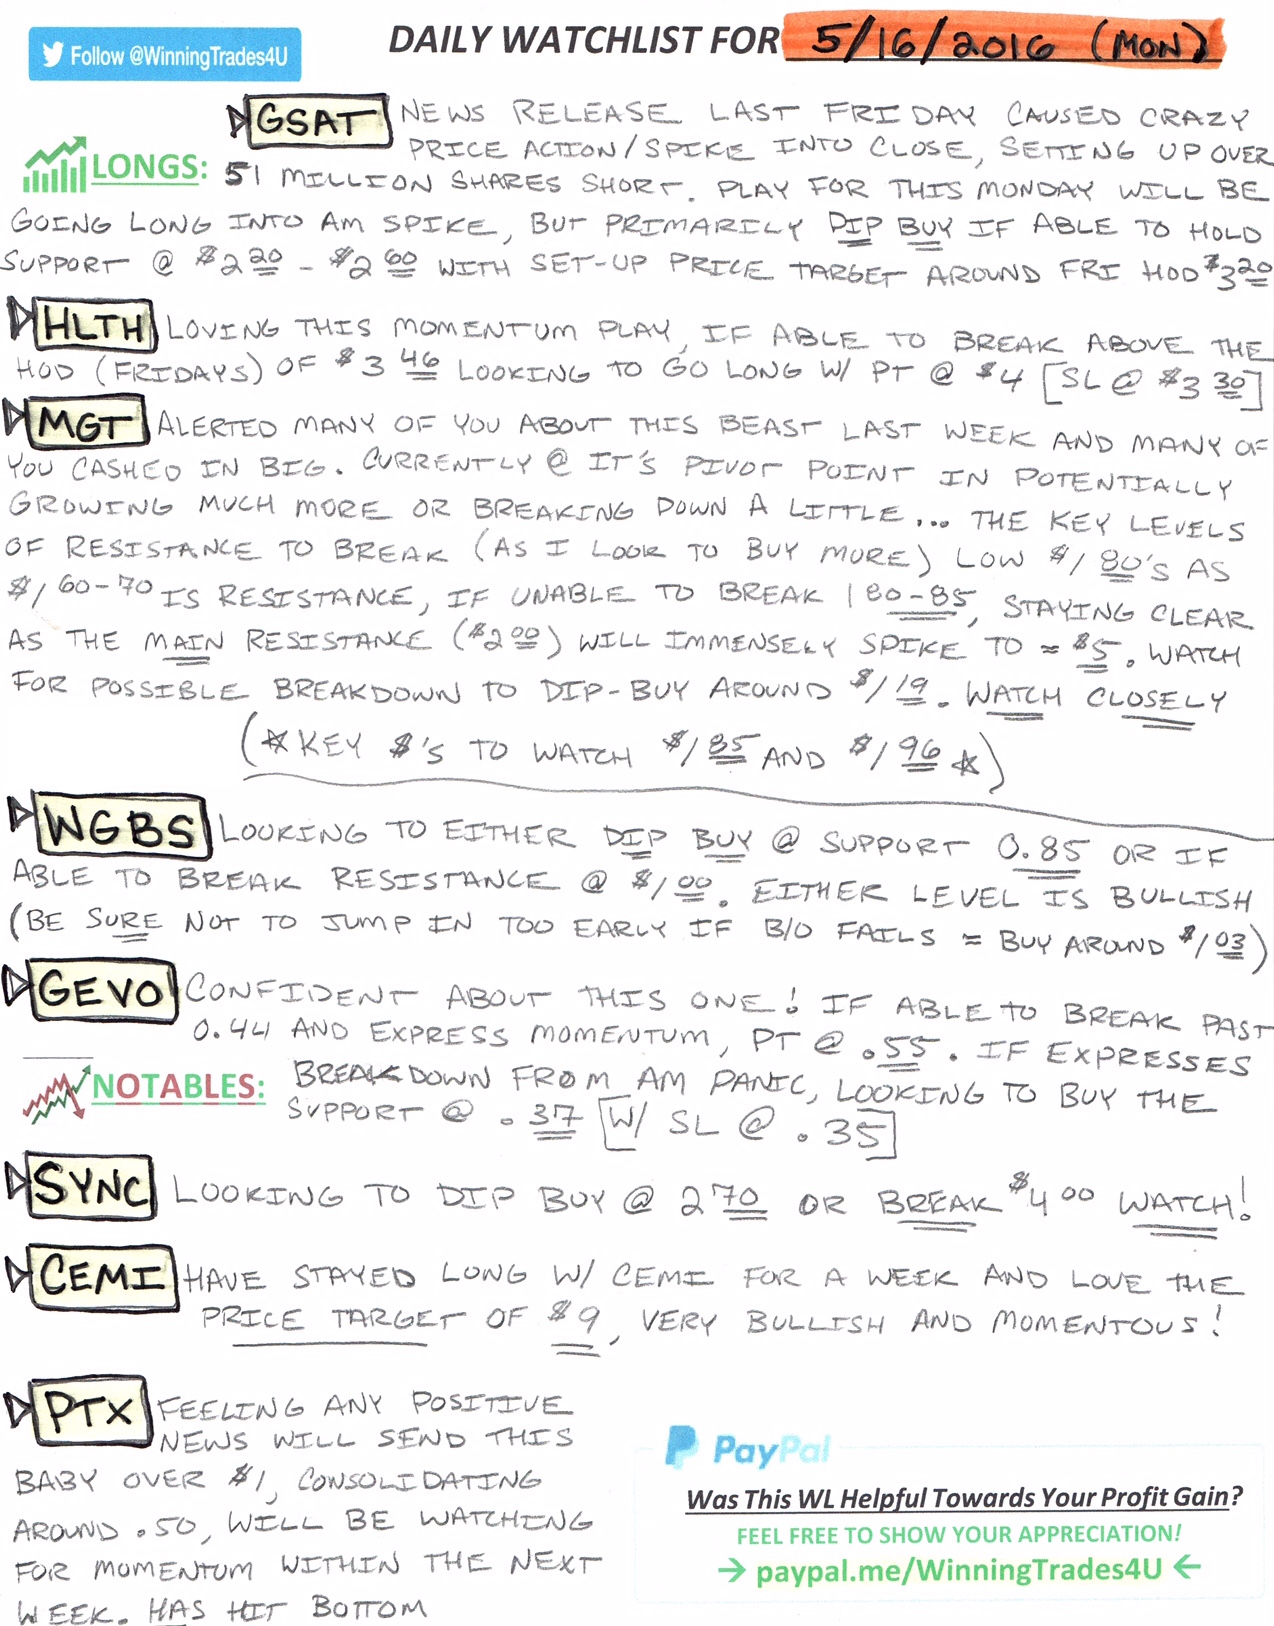 Follow @WinningTrades4U
DAILY WATCHLIST FOR 5/16/2016 (MON)
GSAT NEWS RELEASE LAST FRIDAY CAUSED CRAZY
PRICE ACTION/SPIKE INTO CLOSE, SETTING UP OVER
LONGS: 51 MILLION SHARES SHORT. PLAY FOR THIS MONDAY WILL BE
GOING LONG INTO AM SPIKE, BUT PRIMARILY DIP BUY IF ABLE TO HOLD
SUPPORT @ $2 20 - $2 60 WITH SET-UP PRICE TARGET AROUND FRI HOD $3 20
HLTH LOVING THIS MOMENTUM PLAY, IF ABLE TO BREAK ABOVE THE
HOD (FRIDAYS) OF $3 46 LOOKING TO GO LONG W/ PT @ $4 [SL @ $3 30]
MGT ALERTED MANY OF YOU ABOUT THIS BEAST LAST WEEK AND MANY OF
YOU CASHED IN BIG. CURRENTLY @ IT'S PIVOT POINT IN POTENTIALLY
GROWING MUCH MORE OR BREAKING DOWN A LITTLE... THE KEY LEVELS
OF RESISTANCE TO BREAK (AS I LOOK TO BUY MORE) LOW $1 80'S AS
$1 60-70 IS RESISTANCE, IF UNABLE TO BREAK 1 80-85, STAYING CLEAR
AS THE MAIN RESISTANCE ($2 00) WILL IMMENSELY SPIKE TO ≈ $5. WATCH
FOR POSSIBLE BREAKDOWN TO DIP-BUY AROUND $1 19. WATCH CLOSELY
(☆KEY $'S TO WATCH $1 85 AND $1 96 ☆)
WGBS LOOKING TO EITHER DIP BUY @ SUPPORT 0.85 OR IF
ABLE TO BREAK RESISTANCE @ $1 00. EITHER LEVEL IS BULLISH
(BE SURE NOT TO JUMP IN TOO EARLY IF B/O FAILS = BUY AROUND $1 03)
GEVO CONFIDENT ABOUT THIS ONE! IF ABLE TO BREAK PAST
0.44 AND EXPRESS MOMENTUM, PT @ .55. IF EXPRESSES
NOTABLES: BREAKDOWN FROM AM PANIC, LOOKING TO BUY THE
SUPPORT @ .37 [W/ SL @ .35]
SYNC LOOKING TO DIP BUY @ 2 70 OR BREAK $4 00 WATCH!
CEMI HAVE STAYED LONG W/ CEMI FOR A WEEK AND LOVE THE
PRICE TARGET OF $9, VERY BULLISH AND MOMENTOUS!
PTX FEELING ANY POSITIVE
NEWS WILL SEND THIS
BABY OVER $1, CONSOLIDATING
AROUND .50, WILL BE WATCHING
FOR MOMENTUM WITHIN THE NEXT
WEEK. HAS HIT BOTTOM
PayPal
Was This WL Helpful Towards Your Profit Gain?
FEEL FREE TO SHOW YOUR APPRECIATION!
→ paypal.me/WinningTrades4U ←